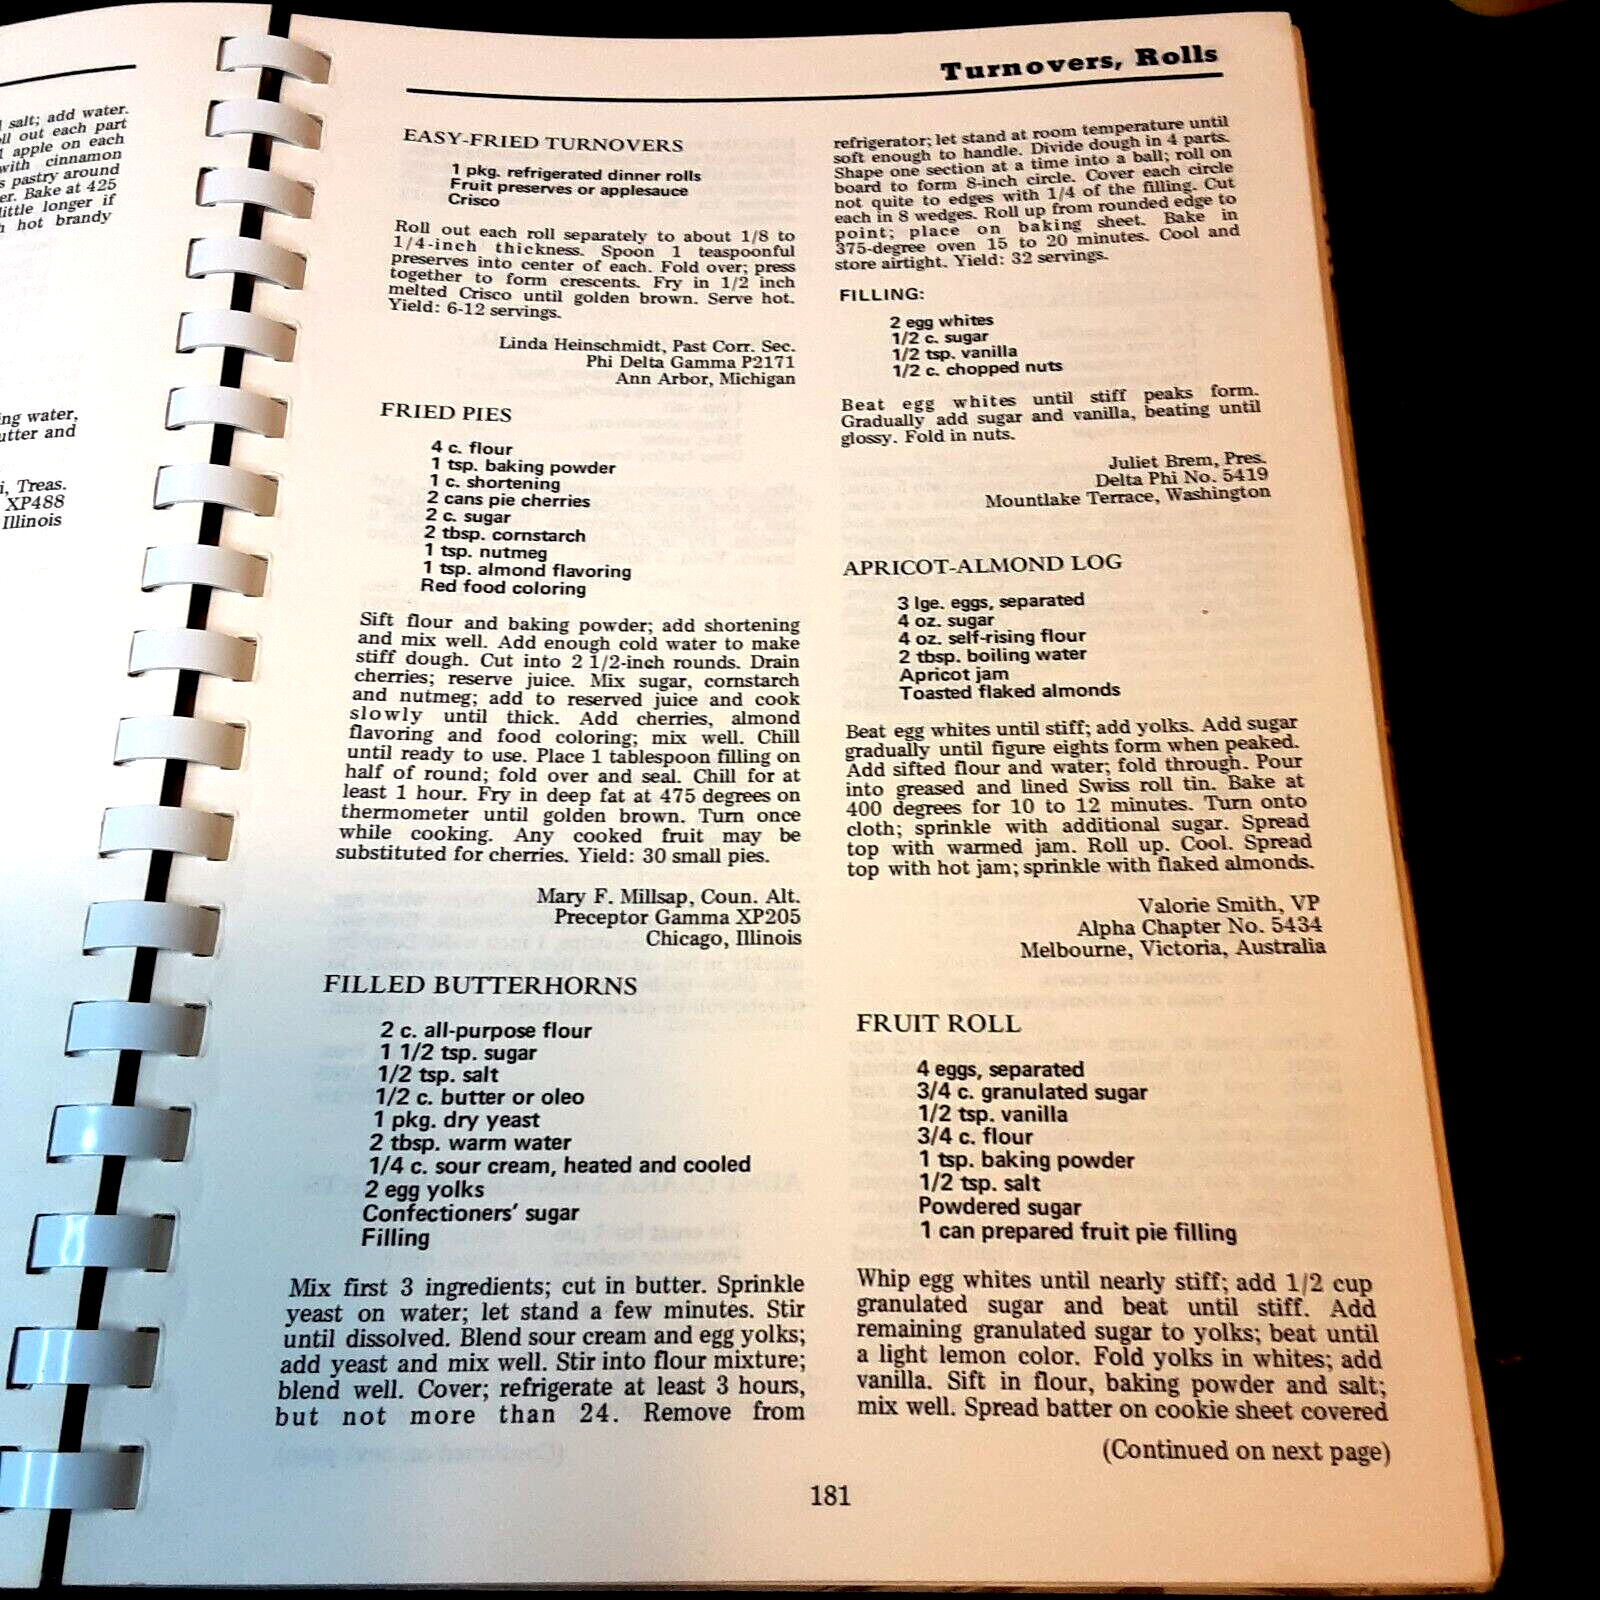 salt; add water.
ll out each part
apple on each
with cinnamon
s pastry around
er. Bake at 425
little longer if
hot brandy
ing water,
utter and
i, Treas.
XP488
Illinois
Turnovers, Rolls
EASY-FRIED TURNOVERS
1 pkg. refrigerated dinner rolls
Fruit preserves or applesauce
Crisco
Roll out each roll separately to about 1/8 to
1/4-inch thickness. Spoon 1 teaspoonful
preserves into center of each. Fold over; press
together to form crescents. Fry in 1/2 inch
melted Crisco until golden brown. Serve hot.
Yield: 6-12 servings.
Linda Heinschmidt, Past Corr. Sec.
Phi Delta Gamma P2171
Ann Arbor, Michigan
FRIED PIES
4 c. flour
1 tsp. baking powder
1 c. shortening
2 cans pie cherries
2 c. sugar
2 tbsp. cornstarch
1 tsp. nutmeg
1 tsp. almond flavoring
Red food coloring
Sift flour and baking powder; add shortening
and mix well. Add enough cold water to make
stiff dough. Cut into 2 1/2-inch rounds. Drain
cherries; reserve juice. Mix sugar, cornstarch
and nutmeg; add to reserved juice and cook
slowly until thick. Add cherries, almond
flavoring and food coloring; mix well. Chill
until ready to use. Place 1 tablespoon filling on
half of round; fold over and seal. Chill for at
least 1 hour. Fry in deep fat at 475 degrees on
thermometer until golden brown. Turn once
while cooking. Any cooked fruit may be
substituted for cherries. Yield: 30 small pies.
Mary F. Millsap, Coun. Alt.
Preceptor Gamma XP205
Chicago, Illinois
FILLED BUTTERHORNS
2 c. all-purpose flour
1 1/2 tsp. sugar
1/2 tsp. salt
1/2 c. butter or oleo
1 pkg. dry yeast
2 tbsp. warm water
1/4 c. sour cream, heated and cooled
2 egg yolks
Confectioners' sugar
Filling
Mix first 3 ingredients; cut in butter. Sprinkle
yeast on water; let stand a few minutes. Stir
until dissolved. Blend sour cream and egg yolks;
add yeast and mix well. Stir into flour mixture;
blend well. Cover; refrigerate at least 3 hours,
but not more than 24. Remove from
refrigerator; let stand at room temperature until
soft enough to handle. Divide dough in 4 parts.
Shape one section at a time into a ball; roll on
board to form 8-inch circle. Cover each circle
not quite to edges with 1/4 of the filling. Cut
each in 8 wedges. Roll up from rounded edge to
point; place on baking sheet. Bake in
375-degree oven 15 to 20 minutes. Cool and
store airtight. Yield: 32 servings.
FILLING:
2 egg whites
1/2 c. sugar
1/2 tsp. vanilla
1/2 c. chopped nuts
Beat egg whites until stiff peaks form.
Gradually add sugar and vanilla, beating until
glossy. Fold in nuts.
Juliet Brem, Pres.
Delta Phi No. 5419
Mountlake Terrace, Washington
APRICOT-ALMOND LOG
3 lge. eggs, separated
4 oz. sugar
4 oz. self-rising flour
2 tbsp. boiling water
Apricot jam
Toasted flaked almonds
Beat egg whites until stiff; add yolks. Add sugar
gradually until figure eights form when peaked.
Add sifted flour and water; fold through. Pour
into greased and lined Swiss roll tin. Bake at
400 degrees for 10 to 12 minutes. Turn onto
cloth; sprinkle with additional sugar. Spread
top with warmed jam. Roll up. Cool. Spread
top with hot jam; sprinkle with flaked almonds.
Valorie Smith, VP
Alpha Chapter No. 5434
Melbourne, Victoria, Australia
FRUIT ROLL
4 eggs, separated
3/4 c. granulated sugar
1/2 tsp. vanilla
3/4 c. flour
1 tsp. baking powder
1/2 tsp. salt
Powdered sugar
1 can prepared fruit pie filling
Whip egg whites until nearly stiff; add 1/2 cup
granulated sugar and beat until stiff. Add
remaining granulated sugar to yolks; beat until
a light lemon color. Fold yolks in whites; add
vanilla. Sift in flour, baking powder and salt;
mix well. Spread batter on cookie sheet covered
(Continued on next page)
181